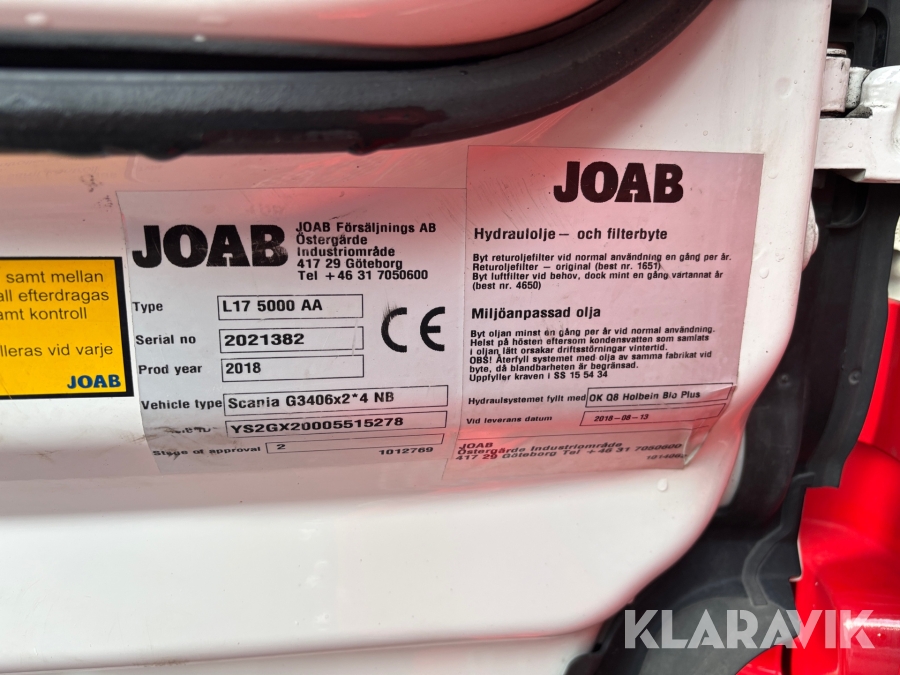 samt mellan
all efterdragas
amt kontroll
lleras vid varje
JOAB
JOAB
JOAB Försäljnings AB
Östergärde
Industriområde
417 29 Göteborg
Tel +46 31 7050600
Type L17 5000 AA
Serial no 2021382
Prod year 2018
CE
Vehicle type Scania G3406x2*4 NB
YS2GX20005515278
Stage of approval 2
1012769
JOAB
Hydraulolje – och filterbyte
Byt returoljefilter vid normal användning en gång per år.
Returoljefilter – original (best nr. 1651)
Byt luftfilter vid behov, dock minst en gång vartannat år
(best nr. 4650)
Miljöanpassad olja
Byt oljan minst en gång per år vid normal användning.
Helst på hösten eftersom kondensvatten som samlats
i oljan lätt orsakar driftsstörningar vintertid.
OBS! Återfyll systemet med olja av samma fabrikat vid
byte, då blandbarheten är begränsad.
Uppfyller kraven i SS 15 54 34
Hydraulsystemet fyllt med OK Q8 Holbein Bio Plus
Vid leverans datum 2018-08-13
JOAB
Östergärde Industriområde
417 29 Göteborg Tel +46 31 7050600
KLARAVIK